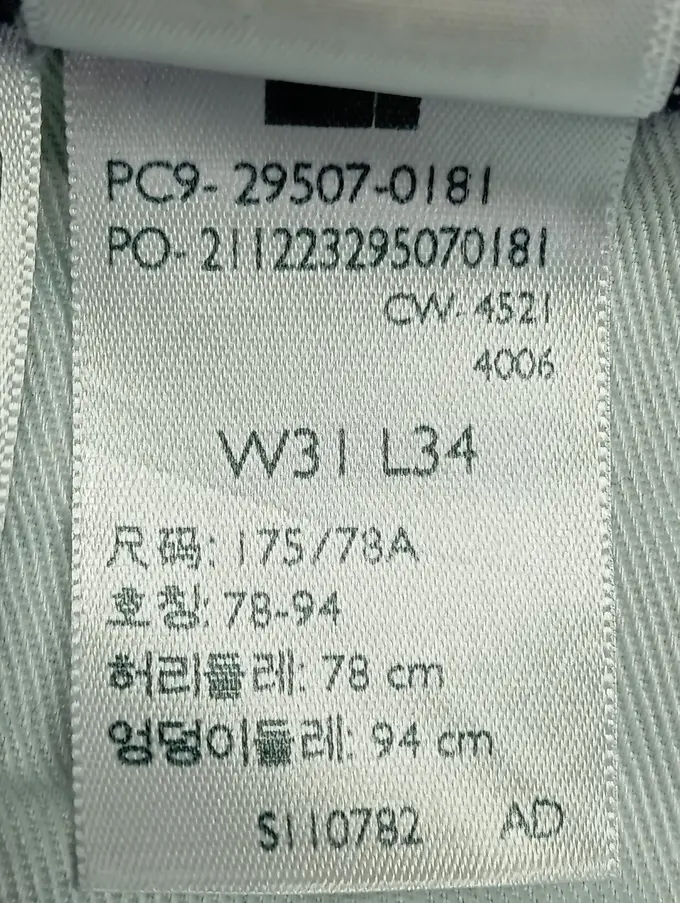 PC9- 29507-0181
PO- 211223295070181
CW- 4521
4006
W31 L34
尺码: 175/78A
호칭: 78-94
허리둘레: 78 cm
엉덩이둘레: 94 cm
S110782 AD